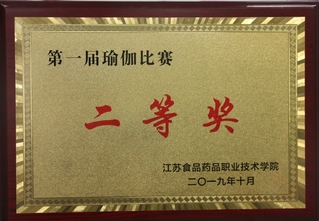 第一届瑜伽比赛
二等奖
江苏食品药品职业技术学院
二〇一九年十月